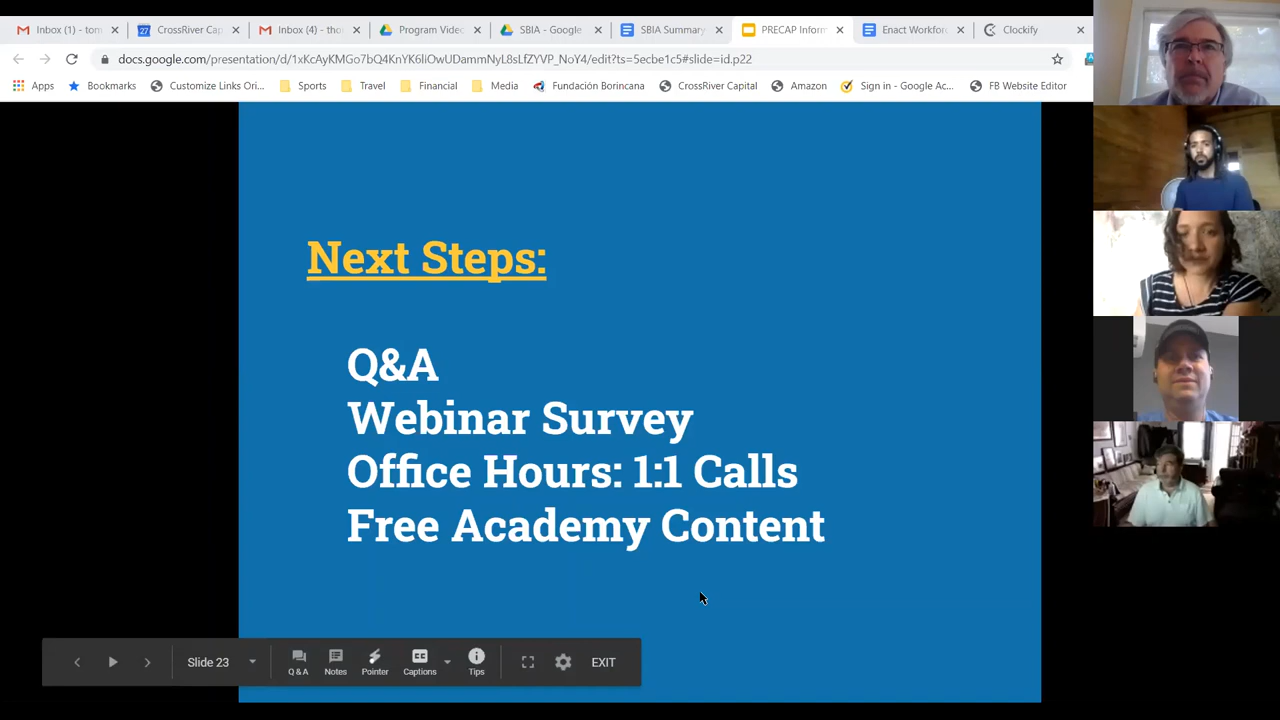 Inbox (1) - tom
CrossRiver Cap
Inbox (4) - tho
Program Video
SBIA - Google
SBIA Summary
PRECAP Inform
Enact Workfor
Clockify
docs.google.com/presentation/d/1xKcAyKMGo7bQ4KnYK6liOwUDammNyL8sLfZYVP_NoY4/edit?ts=5ecbe1c5#slide=id.p22
Apps
Bookmarks
Customize Links Ori...
Sports
Travel
Financial
Media
Fundación Borincana
CrossRiver Capital
Amazon
Sign in - Google Ac...
FB Website Editor
Next Steps:
Q&A
Webinar Survey
Office Hours: 1:1 Calls
Free Academy Content
Slide 23
Q & A
Notes
Pointer
Captions
Tips
EXIT